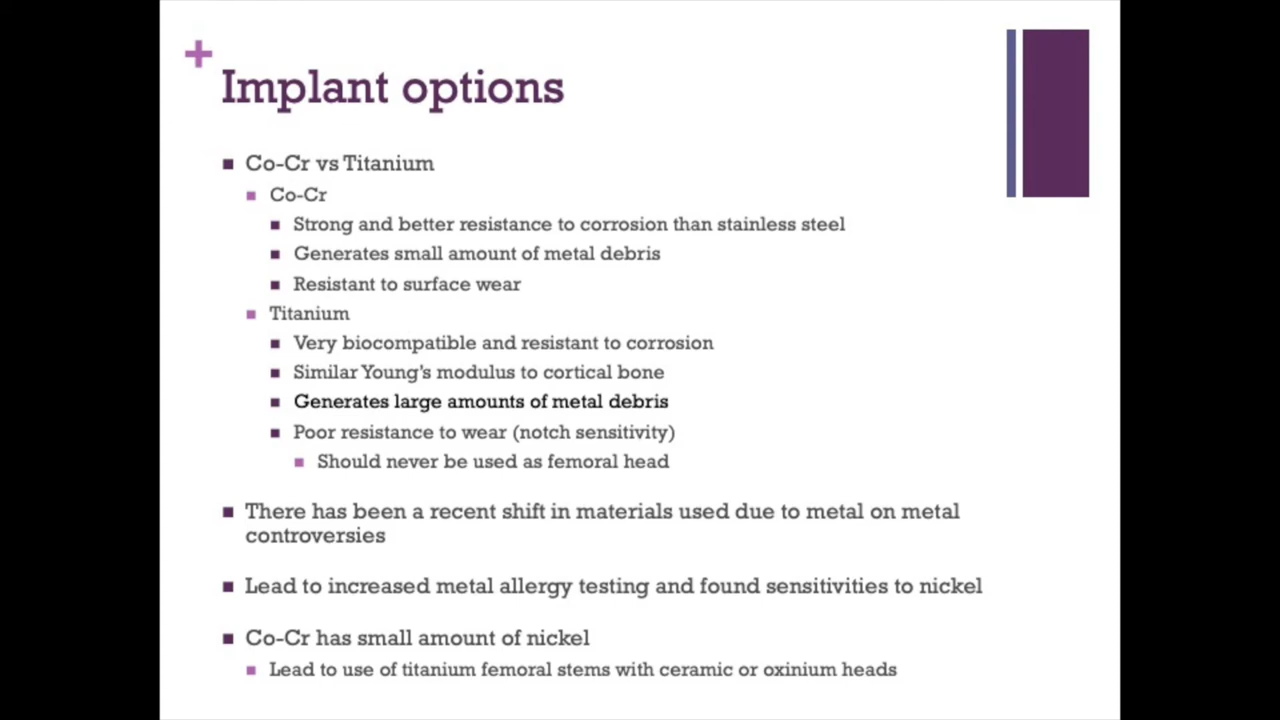 +
Implant options
Co-Cr vs Titanium
Co-Cr
Strong and better resistance to corrosion than stainless steel
Generates small amount of metal debris
Resistant to surface wear
Titanium
Very biocompatible and resistant to corrosion
Similar Young's modulus to cortical bone
Generates large amounts of metal debris
Poor resistance to wear (notch sensitivity)
Should never be used as femoral head
There has been a recent shift in materials used due to metal on metal
controversies
Lead to increased metal allergy testing and found sensitivities to nickel
Co-Cr has small amount of nickel
Lead to use of titanium femoral stems with ceramic or oxinium heads